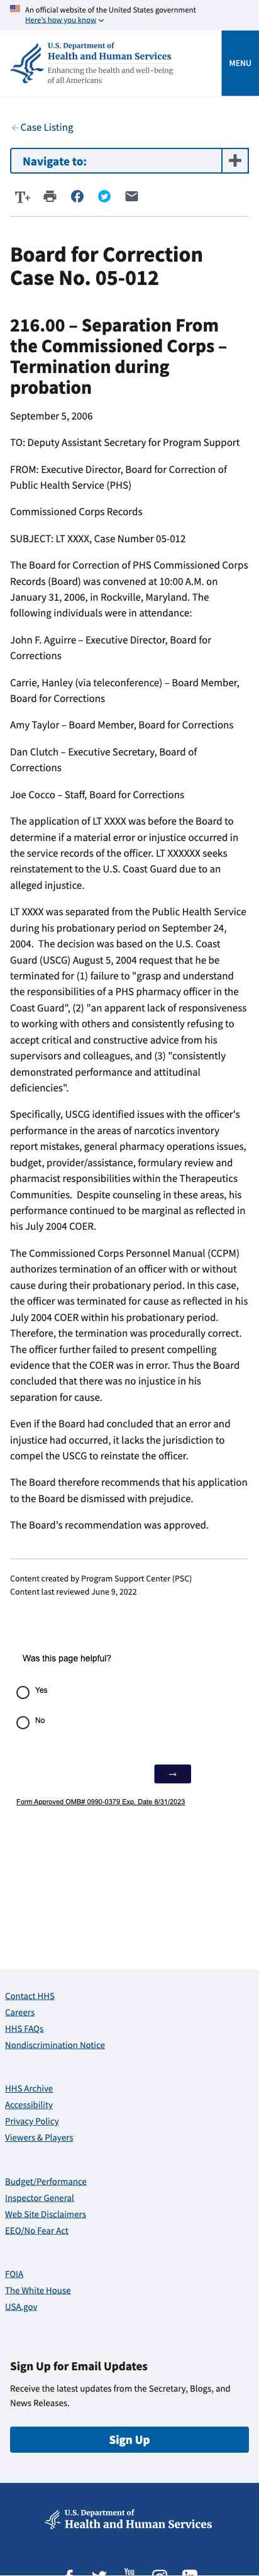 An official website of the United States government
Here's how you know
U.S. Department of
Health and Human Services
Enhancing the health and well-being
of all Americans
MENU
Case Listing
Navigate to:
T+
Board for Correction
Case No. 05-012
216.00 – Separation From
the Commissioned Corps –
Termination during
probation
September 5, 2006
TO: Deputy Assistant Secretary for Program Support
FROM: Executive Director, Board for Correction of
Public Health Service (PHS)
Commissioned Corps Records
SUBJECT: LT XXXX, Case Number 05-012
The Board for Correction of PHS Commissioned Corps
Records (Board) was convened at 10:00 A.M. on
January 31, 2006, in Rockville, Maryland. The
following individuals were in attendance:
John F. Aguirre – Executive Director, Board for
Corrections
Carrie, Hanley (via teleconference) – Board Member,
Board for Corrections
Amy Taylor – Board Member, Board for Corrections
Dan Clutch – Executive Secretary, Board of
Corrections
Joe Cocco – Staff, Board for Corrections
The application of LT XXXX was before the Board to
determine if a material error or injustice occurred in
the service records of the officer. LT XXXXXX seeks
reinstatement to the U.S. Coast Guard due to an
alleged injustice.
LT XXXX was separated from the Public Health Service
during his probationary period on September 24,
2004.  The decision was based on the U.S. Coast
Guard (USCG) August 5, 2004 request that he be
terminated for (1) failure to "grasp and understand
the responsibilities of a PHS pharmacy officer in the
Coast Guard", (2) "an apparent lack of responsiveness
to working with others and consistently refusing to
accept critical and constructive advice from his
supervisors and colleagues, and (3) "consistently
demonstrated performance and attitudinal
deficiencies".
Specifically, USCG identified issues with the officer's
performance in the areas of narcotics inventory
report mistakes, general pharmacy operations issues,
budget, provider/assistance, formulary review and
pharmacist responsibilities within the Therapeutics
Communities.  Despite counseling in these areas, his
performance continued to be marginal as reflected in
his July 2004 COER.
The Commissioned Corps Personnel Manual (CCPM)
authorizes termination of an officer with or without
cause during their probationary period. In this case,
the officer was terminated for cause as reflected in his
July 2004 COER within his probationary period.
Therefore, the termination was procedurally correct.
The officer further failed to present compelling
evidence that the COER was in error. Thus the Board
concluded that there was no injustice in his
separation for cause.
Even if the Board had concluded that an error and
injustice had occurred, it lacks the jurisdiction to
compel the USCG to reinstate the officer.
The Board therefore recommends that his application
to the Board be dismissed with prejudice.
The Board's recommendation was approved.
Content created by Program Support Center (PSC)
Content last reviewed June 9, 2022
Was this page helpful?
Yes
No
→
Form Approved OMB# 0990-0379 Exp. Date 8/31/2023
Contact HHS
Careers
HHS FAQs
Nondiscrimination Notice
HHS Archive
Accessibility
Privacy Policy
Viewers & Players
Budget/Performance
Inspector General
Web Site Disclaimers
EEO/No Fear Act
FOIA
The White House
USA.gov
Sign Up for Email Updates
Receive the latest updates from the Secretary, Blogs, and
News Releases.
Sign Up
U.S. Department of
Health and Human Services
You